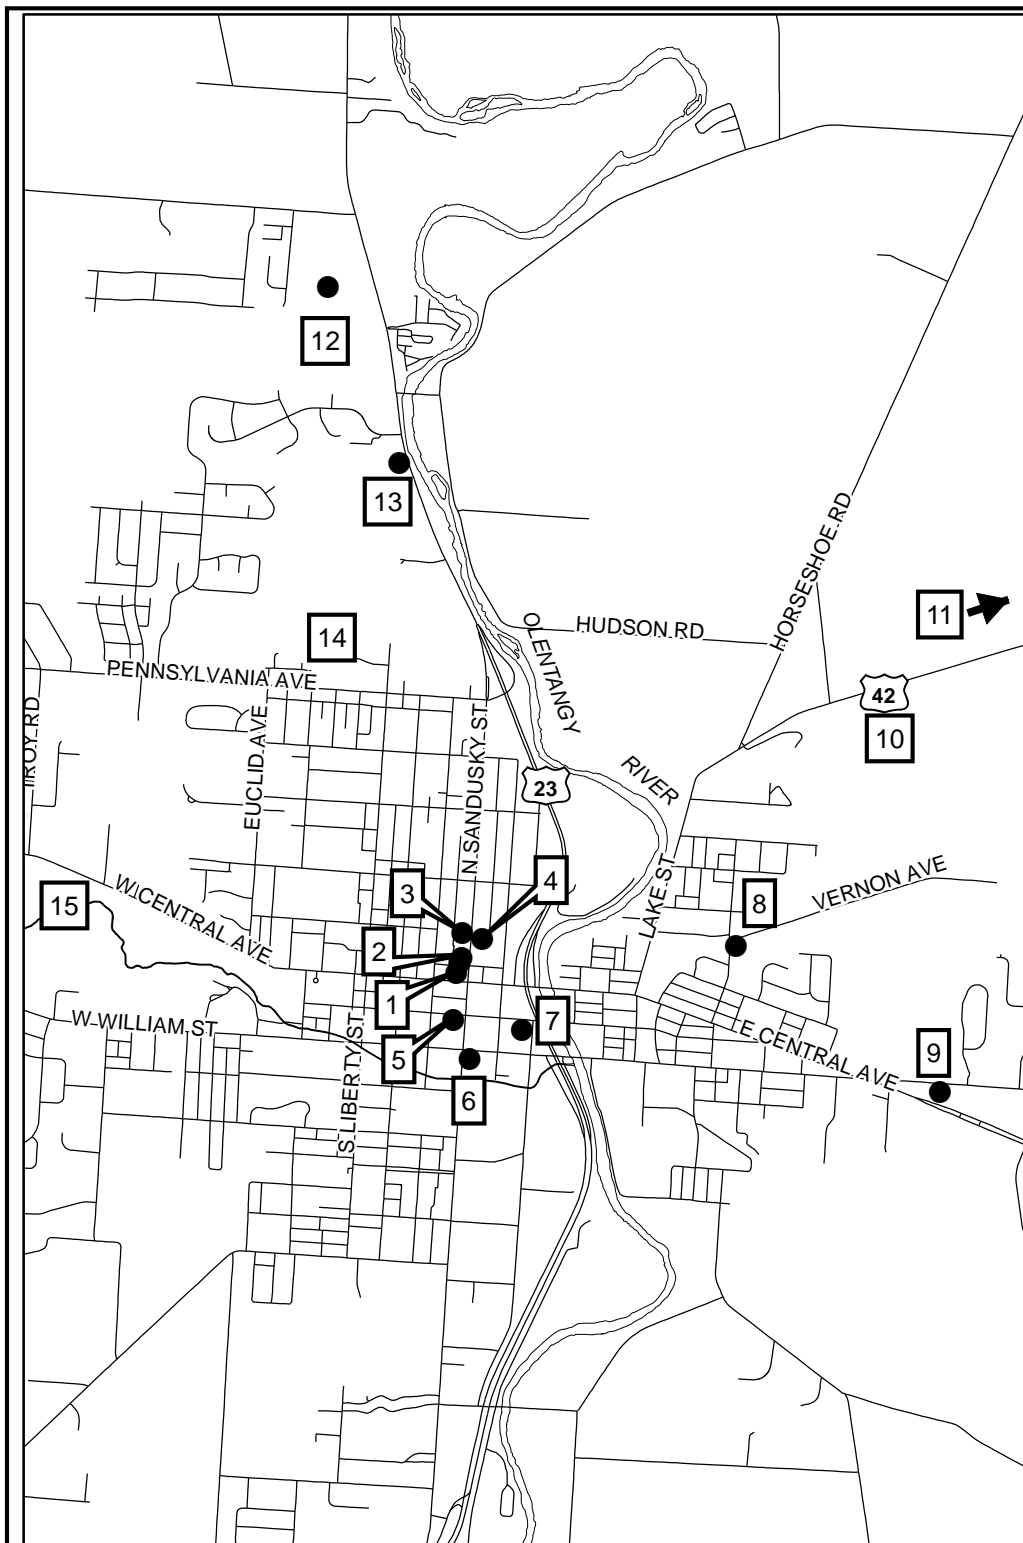 12
13
HORSESHOE RD
11
OLENTANGY
HUDSON RD
14
PENNSYLVANIA AVE
42
10
EUCLID AVE
N SANDUSKY ST
23
RIVER
3
4
LAKE ST
8
VERNON AVE
15
W CENTRAL AVE
2
1
W WILLIAM ST
S LIBERTY ST
5
7
E CENTRAL AVE
9
6